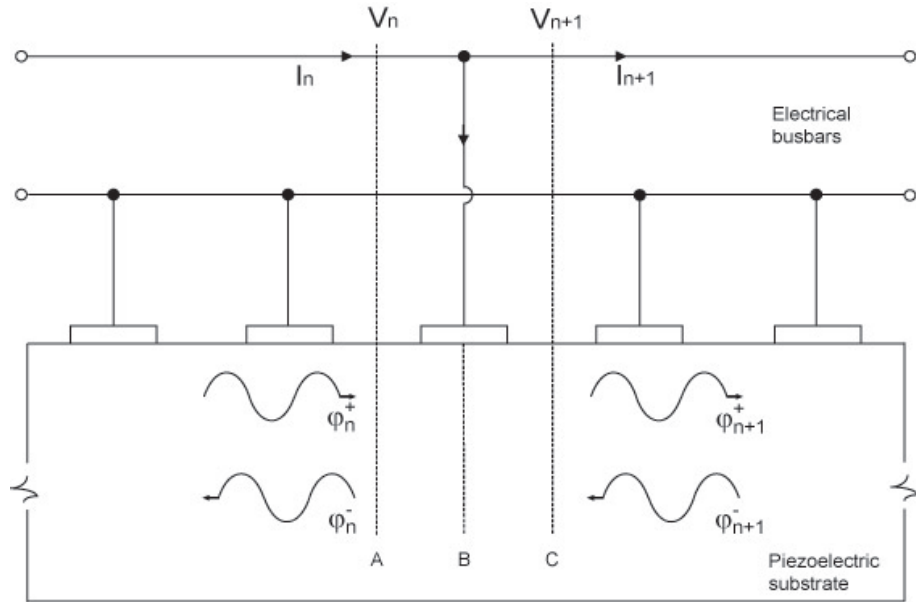 Vn Vn+1
In In+1
Electrical
busbars
φn+ φn+1+
φn- φn+1-
A B C
Piezoelectric
substrate